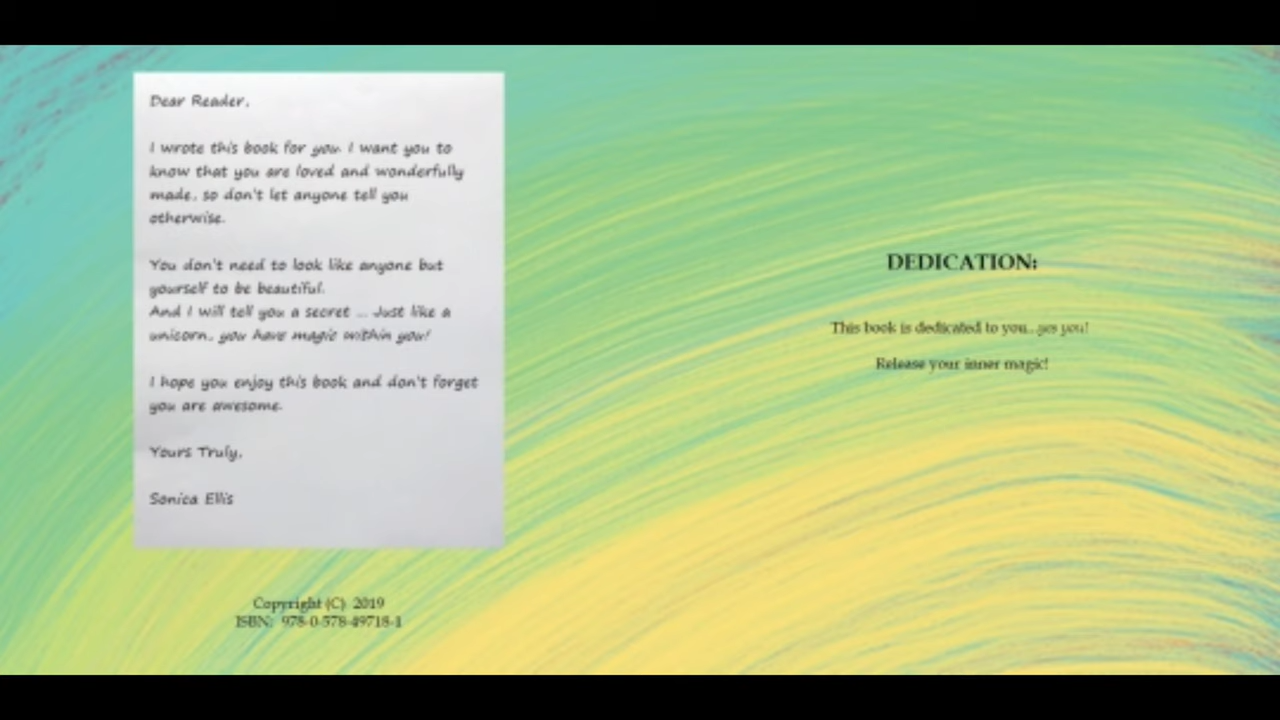 Dear Reader,
I wrote this book for you. I want you to
know that you are loved and wonderfully
made, so don't let anyone tell you
otherwise.
You don't need to look like anyone but
yourself to be beautiful.
And I will tell you a secret ... Just like a
unicorn, you have magic within you!
I hope you enjoy this book and don't forget
you are awesome.
Yours Truly,
Sonica Ellis
Copyright (C) 2019
ISBN: 978-0-578-49718-1
DEDICATION:
This book is dedicated to you...yes you!
Release your inner magic!